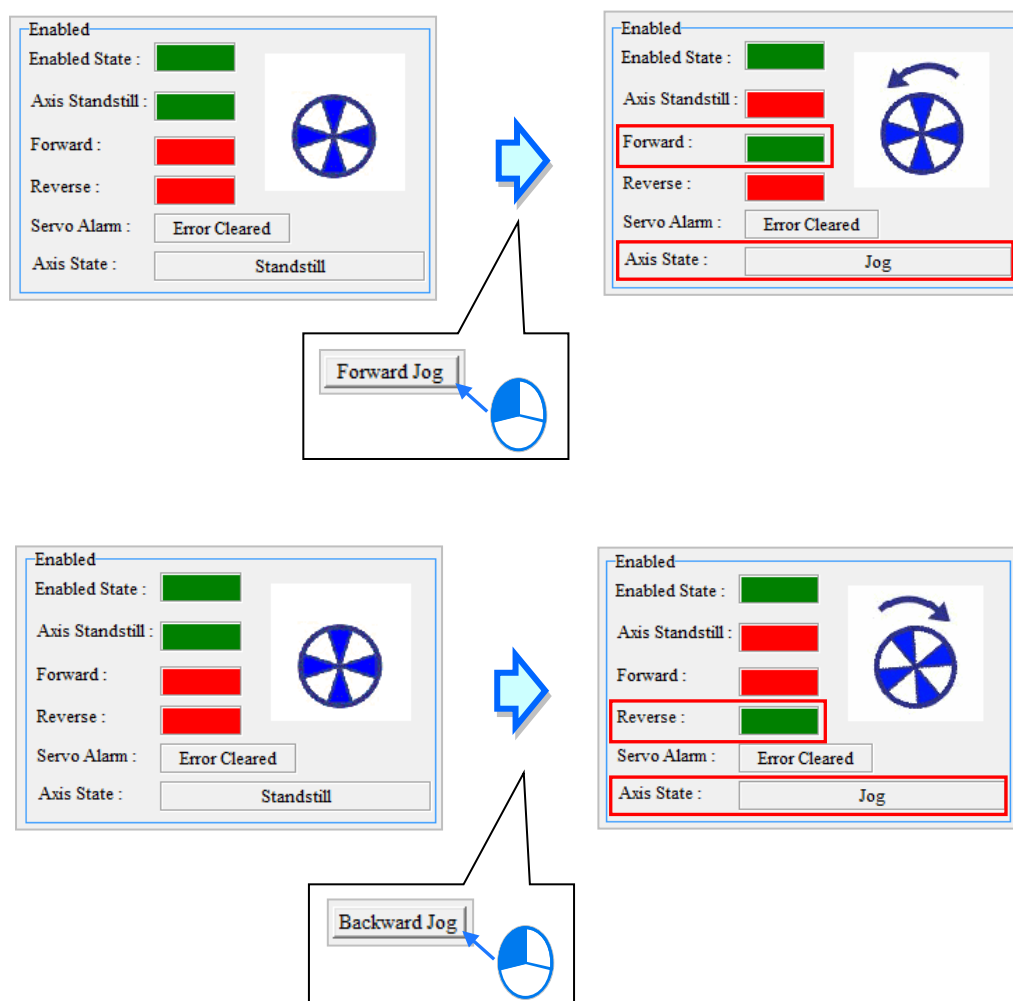 Enabled
Enabled State :
Axis Standstill :
Forward :
Reverse :
Servo Alarm : Error Cleared
Axis State : Standstill
Enabled
Enabled State :
Axis Standstill :
Forward :
Reverse :
Servo Alarm : Error Cleared
Axis State : Jog
Forward Jog
Enabled
Enabled State :
Axis Standstill :
Forward :
Reverse :
Servo Alarm : Error Cleared
Axis State : Standstill
Enabled
Enabled State :
Axis Standstill :
Forward :
Reverse :
Servo Alarm : Error Cleared
Axis State : Jog
Backward Jog